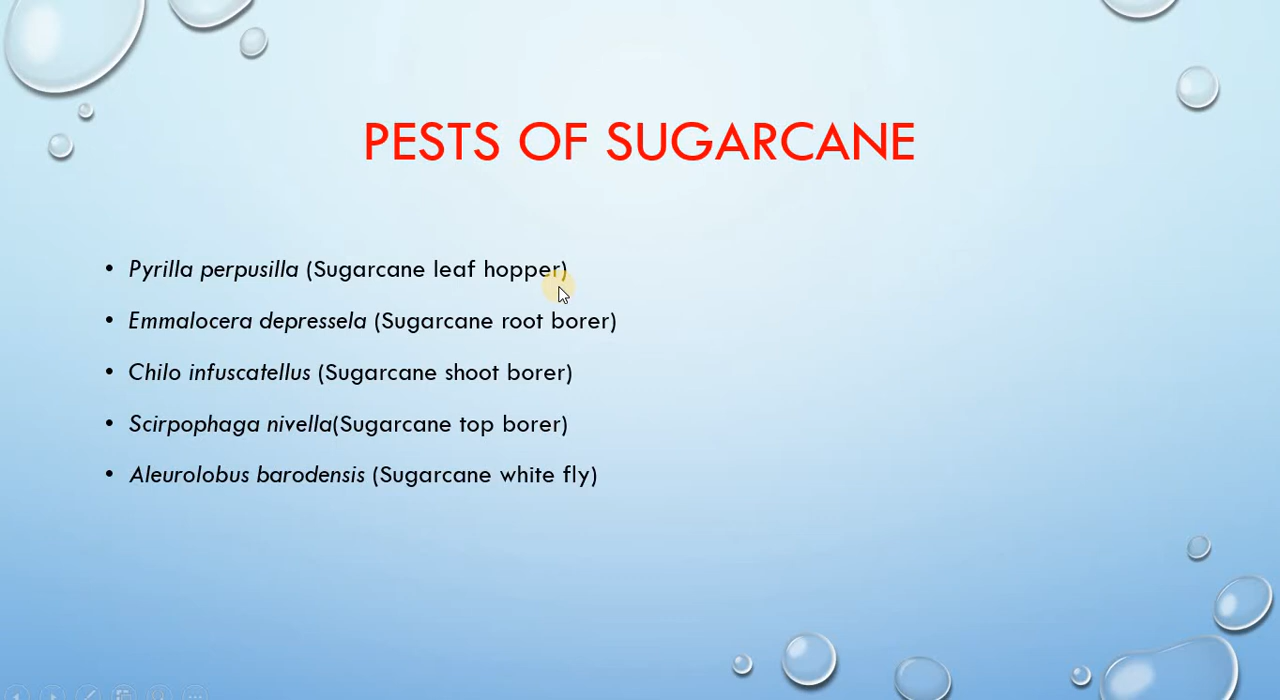 PESTS OF SUGARCANE
• Pyrilla perpusilla (Sugarcane leaf hopper)
• Emmalocera depressela (Sugarcane root borer)
• Chilo infuscatellus (Sugarcane shoot borer)
• Scirpophaga nivella(Sugarcane top borer)
• Aleurolobus barodensis (Sugarcane white fly)